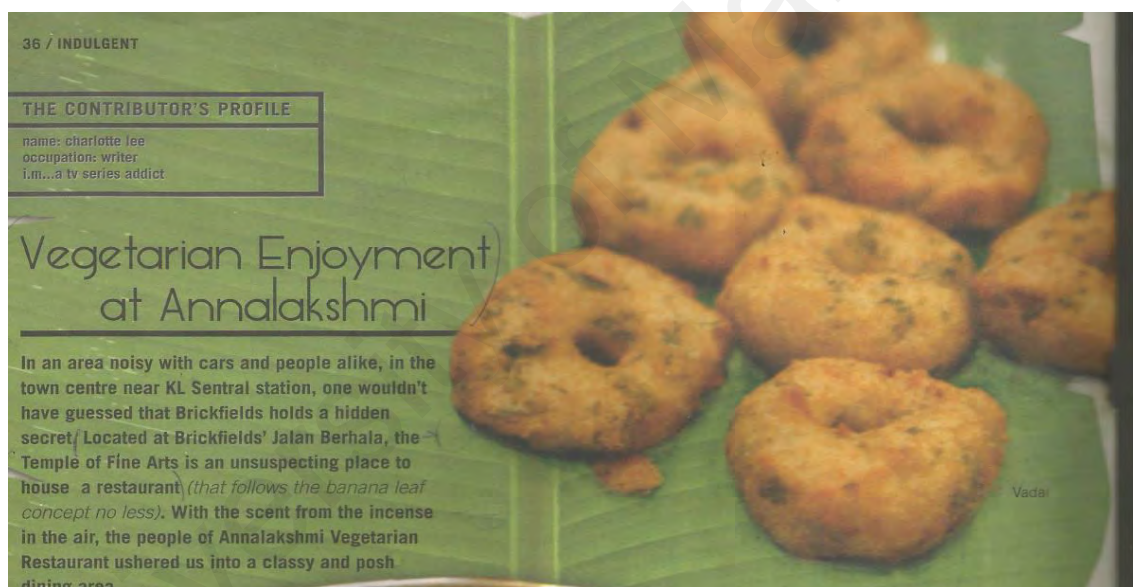 36 / INDULGENT
THE CONTRIBUTOR'S PROFILE
name: charlotte lee
occupation: writer
i.m...a tv series addict
Vegetarian Enjoyment
at Annalakshmi
In an area noisy with cars and people alike, in the
town centre near KL Sentral station, one wouldn't
have guessed that Brickfields holds a hidden
secret. Located at Brickfields' Jalan Berhala, the
Temple of Fine Arts is an unsuspecting place to
house a restaurant (that follows the banana leaf
concept no less). With the scent from the incense
in the air, the people of Annalakshmi Vegetarian
Restaurant ushered us into a classy and posh
dining area
Vadai